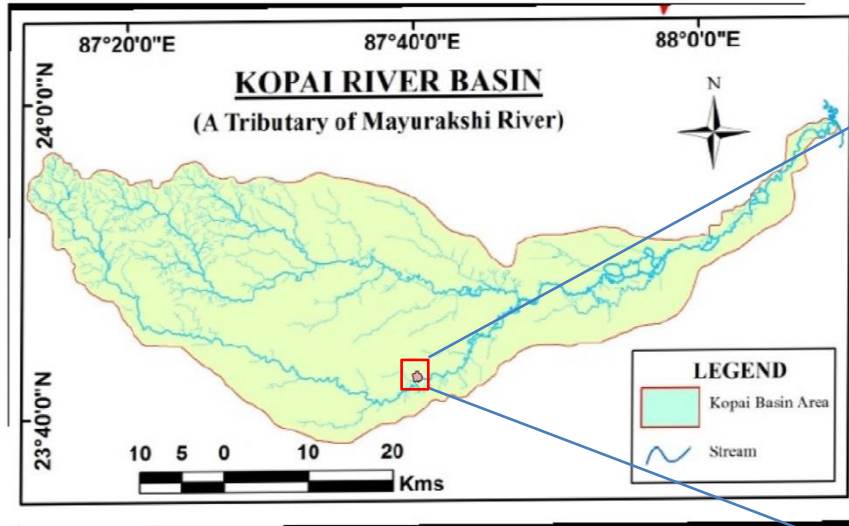 87°20'0"E 87°40'0"E 88°0'0"E
KOPAI RIVER BASIN
(A Tributary of Mayurakshi River)
N
24°0'0"N
23°40'0"N
LEGEND
Kopai Basin Area
Stream
10 5 0 10 20
Kms